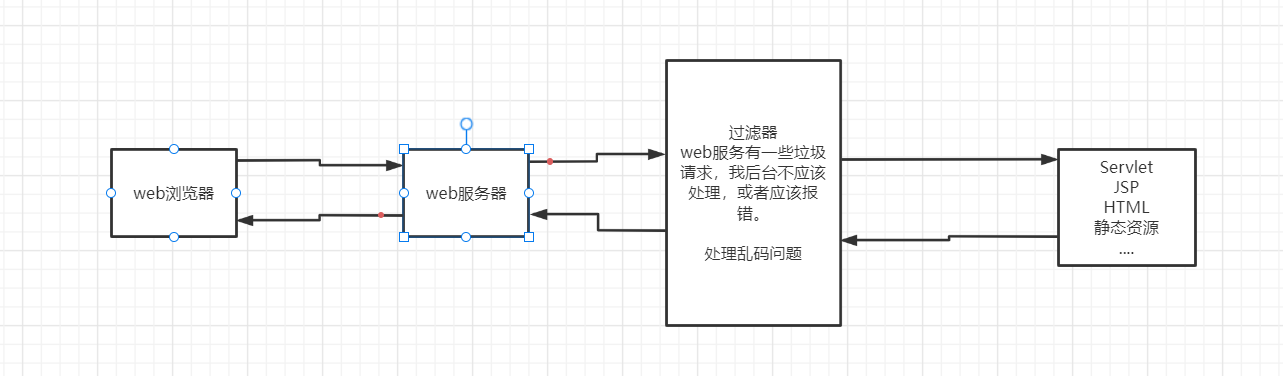 web浏览器
web服务器
过滤器
web服务有一些垃圾
请求，我后台不应该
处理，或者应该报
错。
处理乱码问题
Servlet
JSP
HTML
静态资源
....